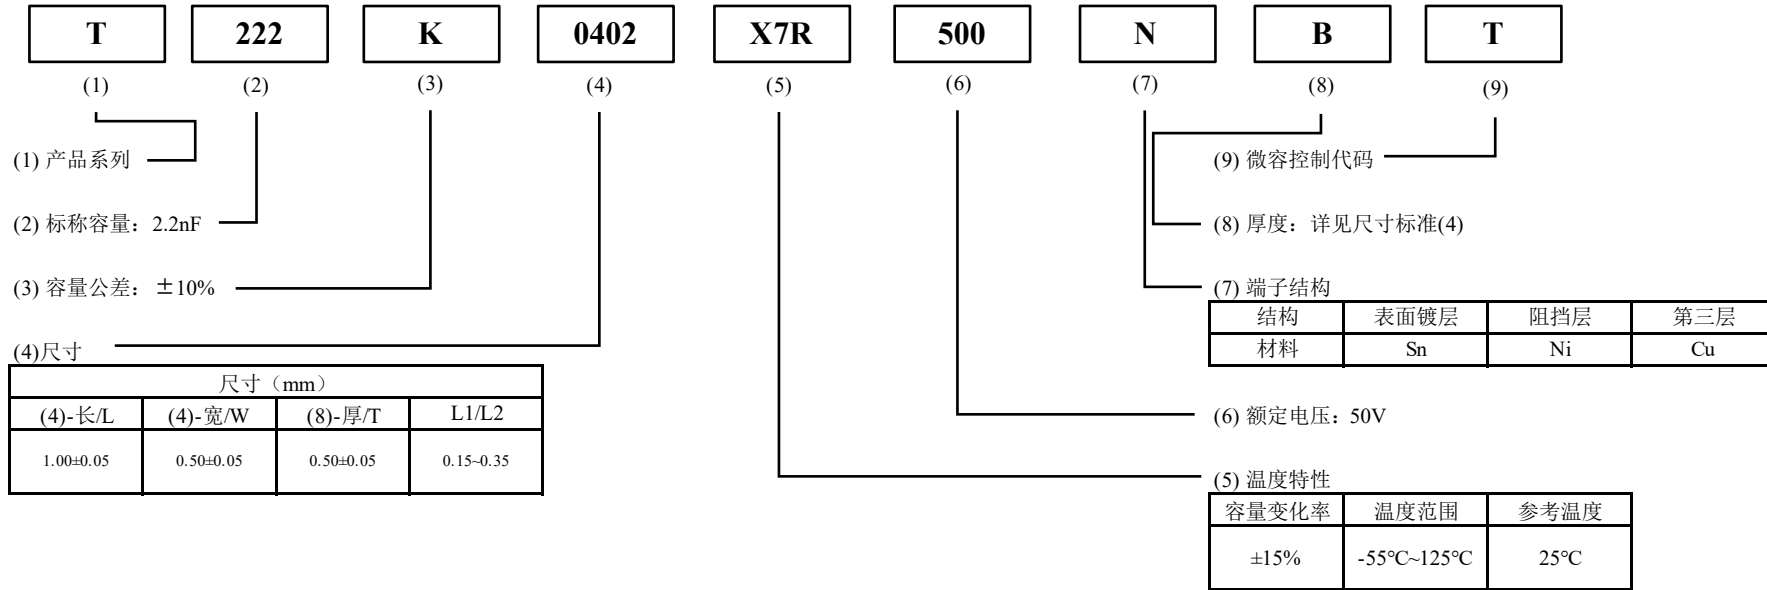 T 222 K 0402 X7R 500 N B T
(1) (2) (3) (4) (5) (6) (7) (8) (9)
(1) 产品系列
(2) 标称容量：2.2nF
(3) 容量公差：±10%
(4)尺寸
尺寸（mm）
(4)-长/L (4)-宽/W (8)-厚/T L1/L2
1.00±0.05 0.50±0.05 0.50±0.05 0.15~0.35
(9) 微容控制代码
(8) 厚度：详见尺寸标准(4)
(7) 端子结构
结构 表面镀层 阻挡层 第三层
材料 Sn Ni Cu
(6) 额定电压：50V
(5) 温度特性
容量变化率 温度范围 参考温度
±15% -55℃~125℃ 25℃